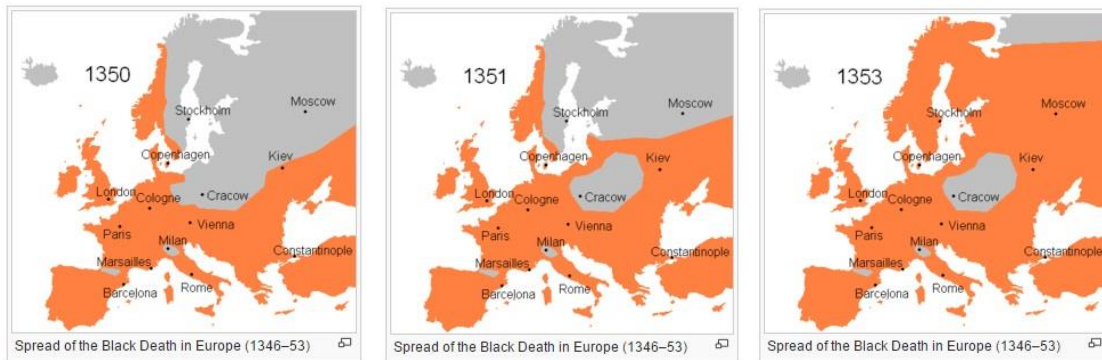 1350
Stockholm
Moscow
Copenhagen
Kiev
London
Cologne
Cracow
Paris
Vienna
Milan
Constantinople
Marsailles
Barcelona
Rome
Spread of the Black Death in Europe (1346–53)
1351
Stockholm
Moscow
Copenhagen
Kiev
London
Cologne
Cracow
Paris
Vienna
Milan
Constantinople
Marsailles
Barcelona
Rome
Spread of the Black Death in Europe (1346–53)
1353
Stockholm
Moscow
Copenhagen
Kiev
London
Cologne
Cracow
Paris
Vienna
Milan
Constantinople
Marsailles
Barcelona
Rome
Spread of the Black Death in Europe (1346–53)